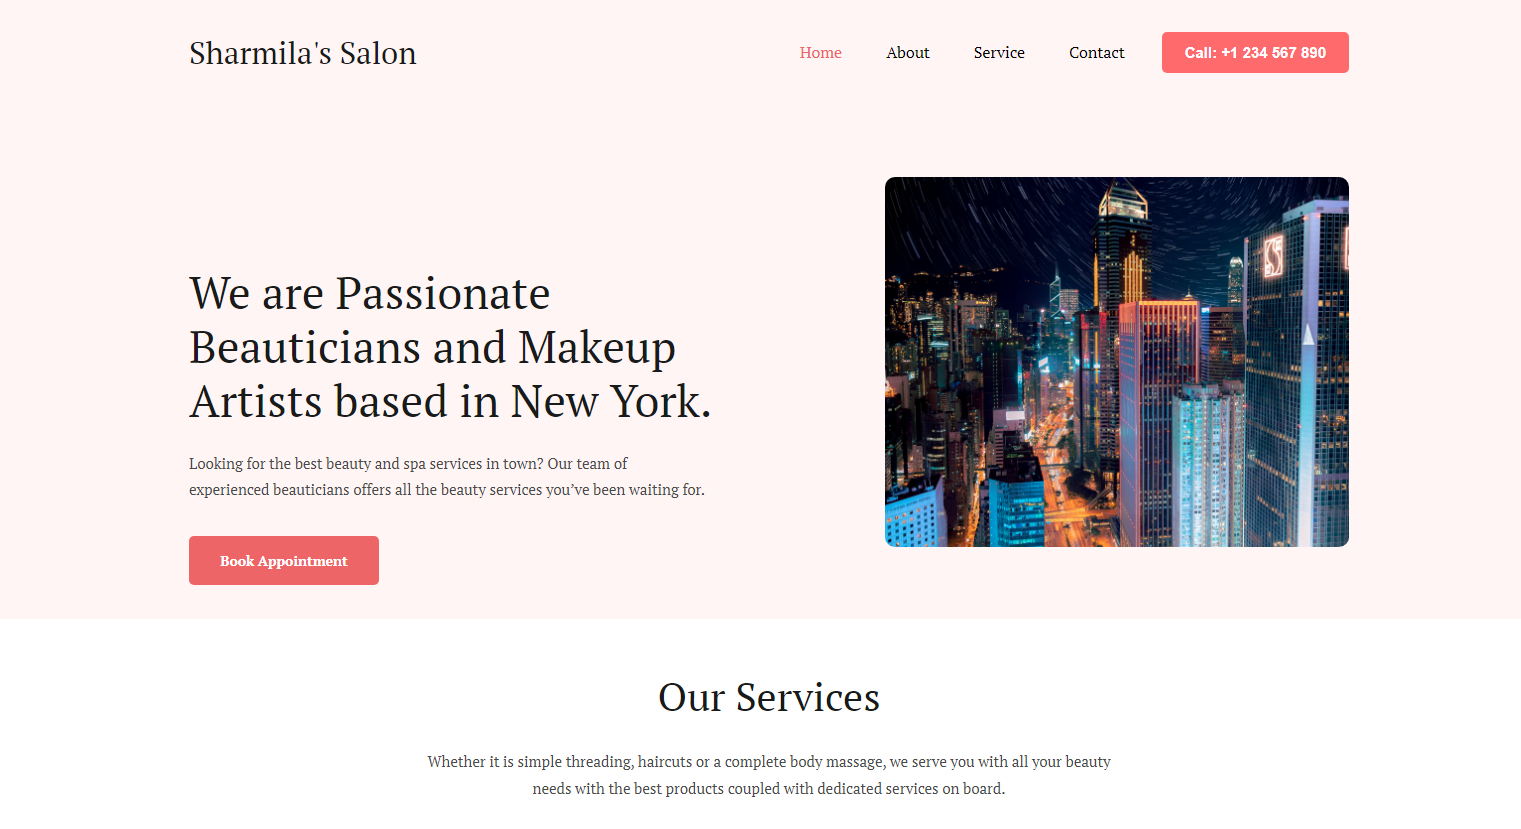 Sharmila's Salon
Home
About
Service
Contact
Call: +1 234 567 890
We are Passionate
Beauticians and Makeup
Artists based in New York.
Looking for the best beauty and spa services in town? Our team of
experienced beauticians offers all the beauty services you’ve been waiting for.
Book Appointment
Our Services
Whether it is simple threading, haircuts or a complete body massage, we serve you with all your beauty
needs with the best products coupled with dedicated services on board.